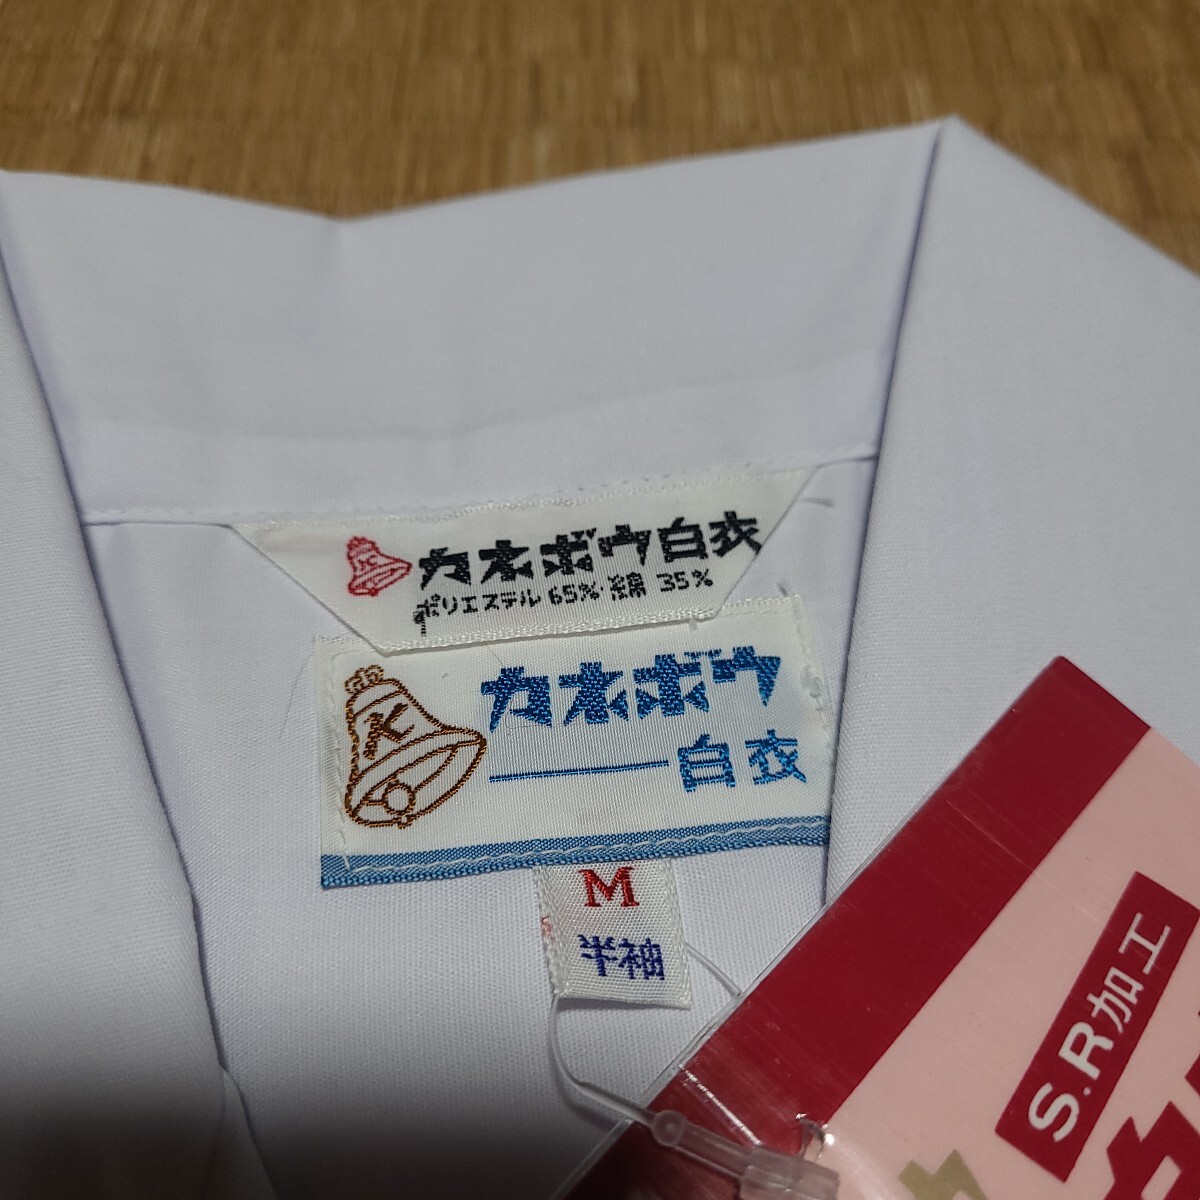 カネボウ白衣
ポリエステル 65%・綿 35%
カネボウ
白衣
M
半袖
S.R加工